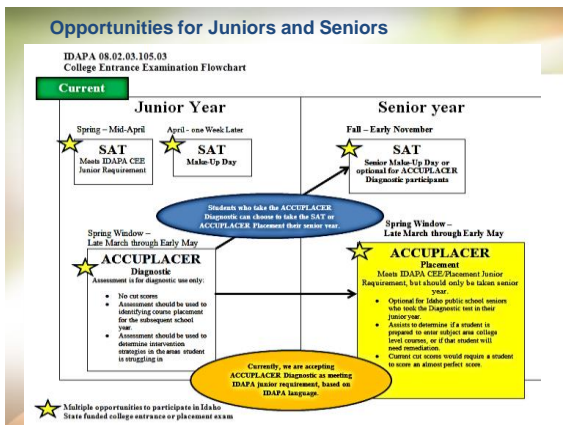 Opportunities for Juniors and Seniors
IDAPA 08.02.03.105.03
College Entrance Examination Flowchart
Current
Junior Year
Senior year
Spring – Mid-April
SAT
Meets IDAPA CEE
Junior Requirement
April - one Week Later
SAT
Make-Up Day
Fall – Early November
SAT
Senior Make-Up Day or
optional for ACCUPLACER
Diagnostic participants
Students who take the ACCUPLACER
Diagnostic can choose to take the SAT or
ACCUPLACER Placement their senior year.
Spring Window –
Late March through Early May
ACCUPLACER
Diagnostic
Assessment is for diagnostic use only:
• No cut scores
• Assessment should be used to
identifying course placement
for the subsequent school
year.
• Assessment should be used to
determine intervention
strategies in the areas student
is struggling in
Spring Window –
Late March through Early May
ACCUPLACER
Placement
Meets IDAPA CEE/Placement Junior
Requirement, but should only be taken senior
year.
• Optional for Idaho public school seniors
who took the Diagnostic test in their
junior year.
• Assists to determine if a student is
prepared to enter subject area college
level courses, or if that student will
need remediation.
• Current cut scores would require a student
to score an almost perfect score.
Currently, we are accepting
ACCUPLACER Diagnostic as meeting
IDAPA junior requirement, based on
IDAPA language.
Multiple opportunities to participate in Idaho
State funded college entrance or placement exam